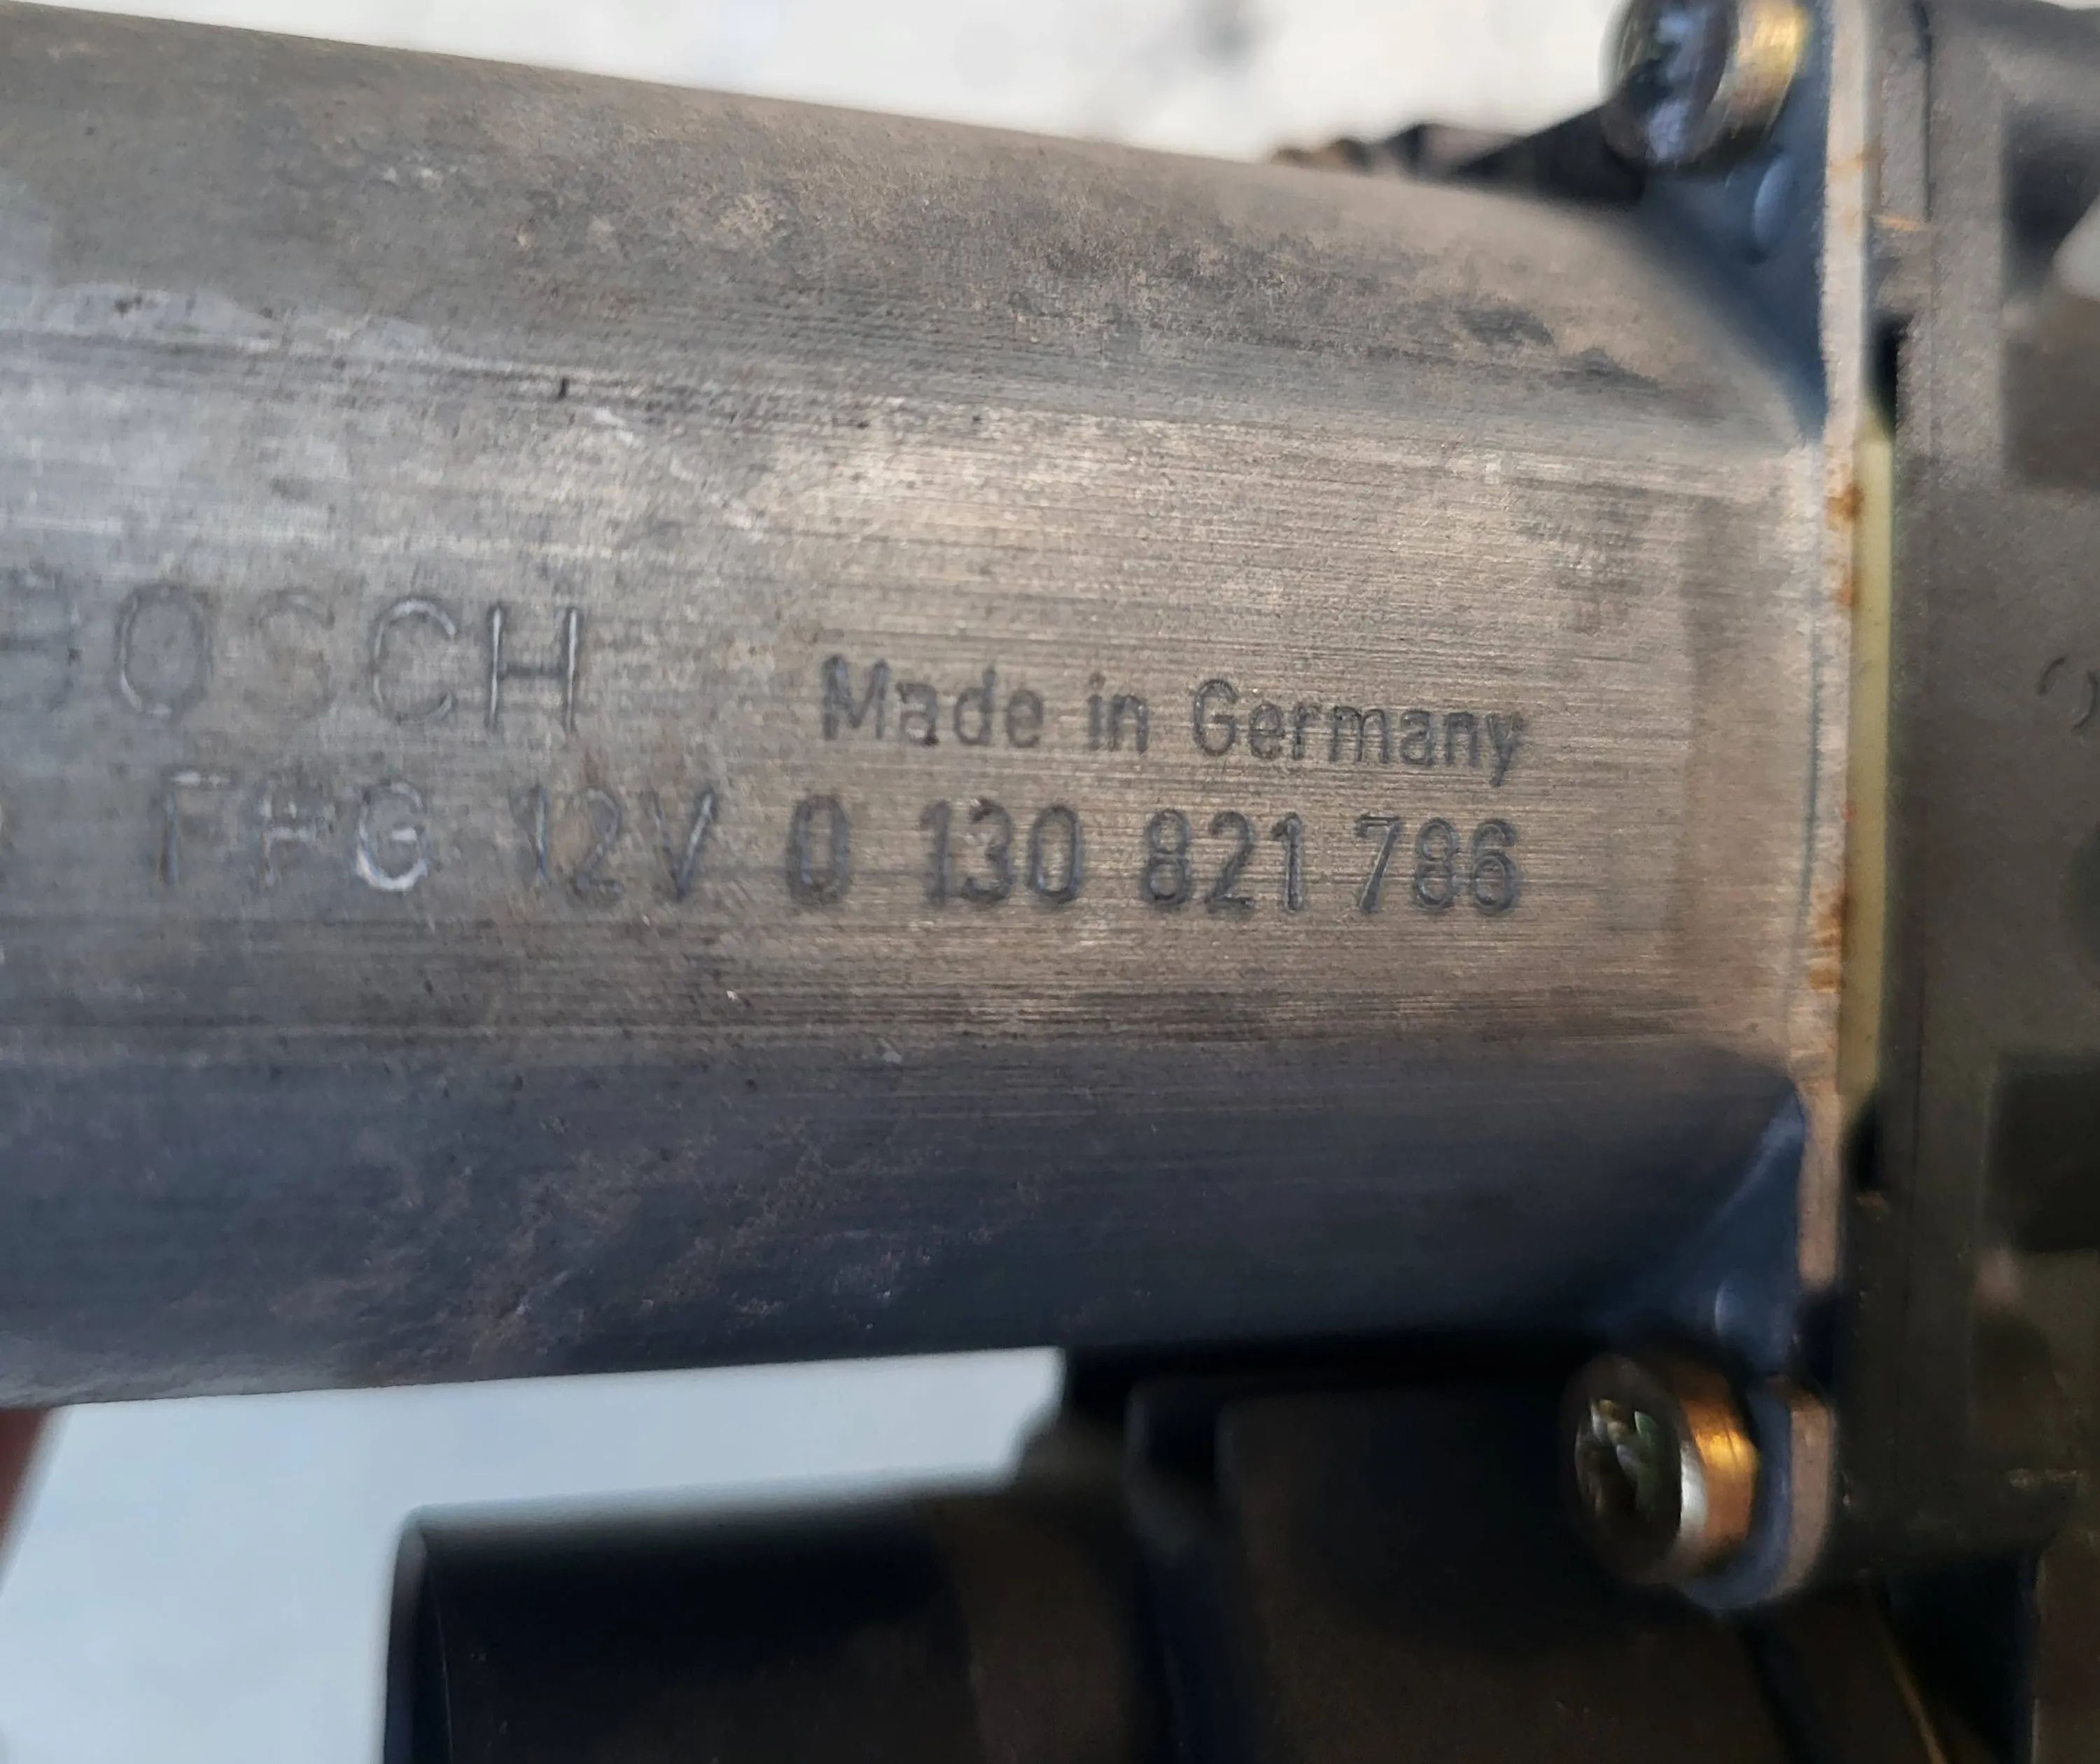 BOSCH
Made in Germany
FPG 12V 0 130 821 786